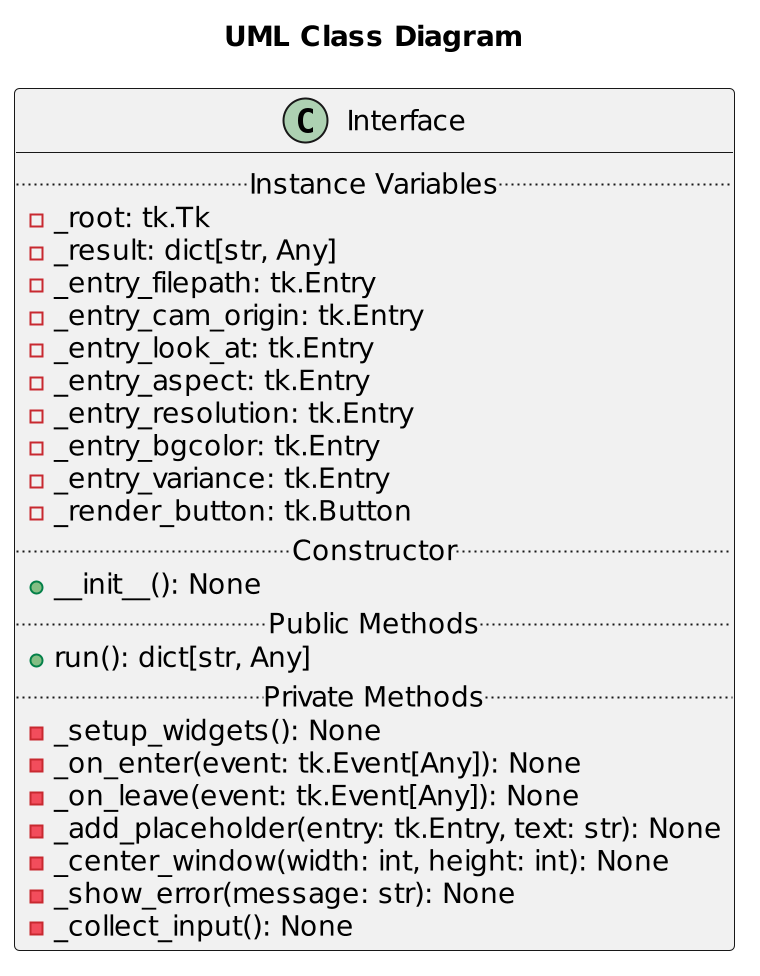 UML Class Diagram
C Interface
Instance Variables
_root: tk.Tk
_result: dict[str, Any]
_entry_filepath: tk.Entry
_entry_cam_origin: tk.Entry
_entry_look_at: tk.Entry
_entry_aspect: tk.Entry
_entry_resolution: tk.Entry
_entry_bgcolor: tk.Entry
_entry_variance: tk.Entry
_render_button: tk.Button
Constructor
__init__(): None
Public Methods
run(): dict[str, Any]
Private Methods
_setup_widgets(): None
_on_enter(event: tk.Event[Any]): None
_on_leave(event: tk.Event[Any]): None
_add_placeholder(entry: tk.Entry, text: str): None
_center_window(width: int, height: int): None
_show_error(message: str): None
_collect_input(): None